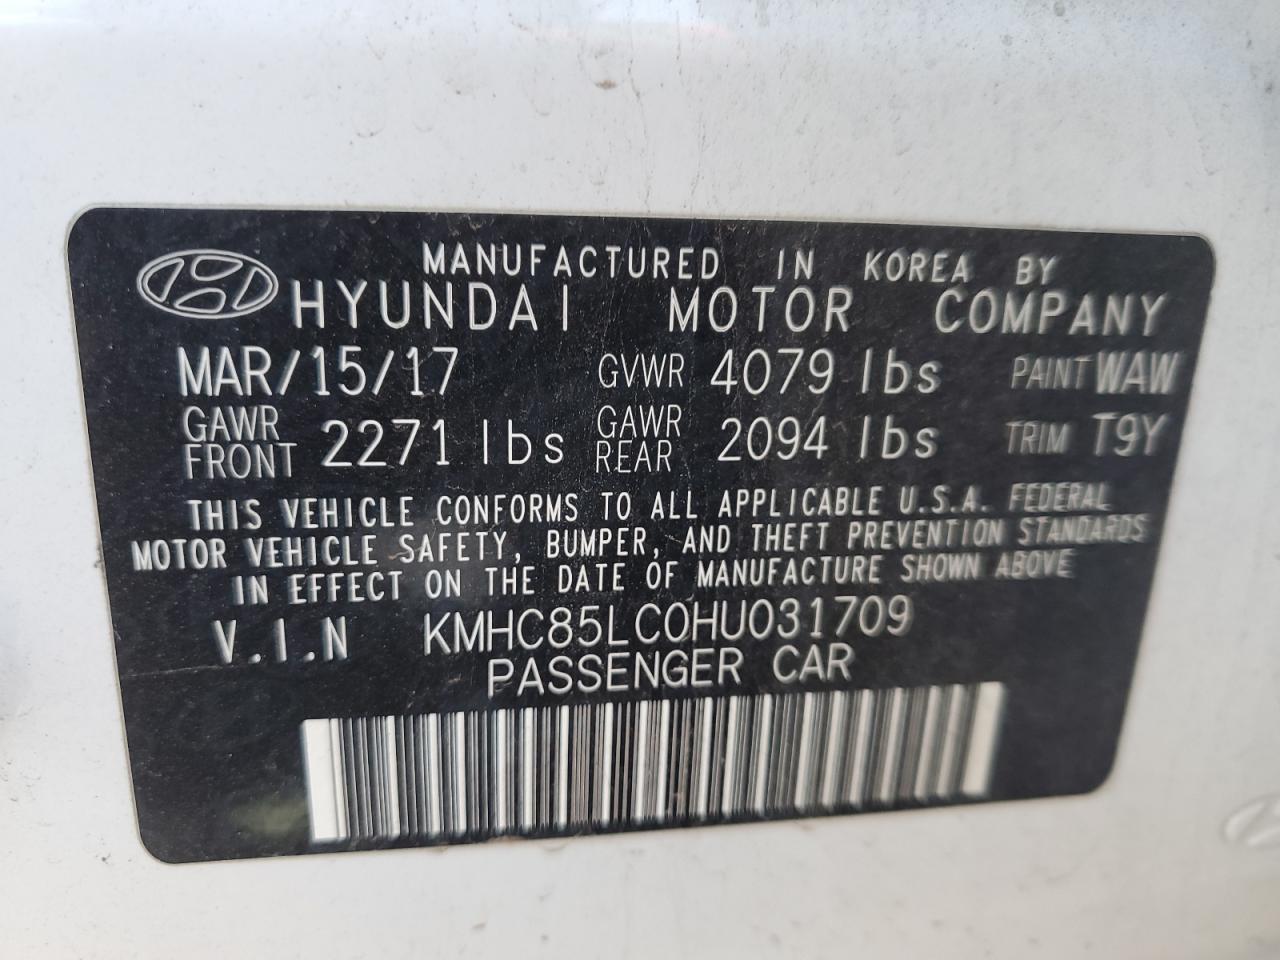 MANUFACTURED IN KOREA BY
HYUNDAI MOTOR COMPANY
MAR/15/17 GVWR 4079 lbs PAINT WAW
GAWR FRONT 2271 lbs GAWR REAR 2094 lbs TRIM T9Y
THIS VEHICLE CONFORMS TO ALL APPLICABLE U.S.A. FEDERAL
MOTOR VEHICLE SAFETY, BUMPER, AND THEFT PREVENTION STANDARDS
IN EFFECT ON THE DATE OF MANUFACTURE SHOWN ABOVE
V.I.N KMHC85LC0HU031709
PASSENGER CAR